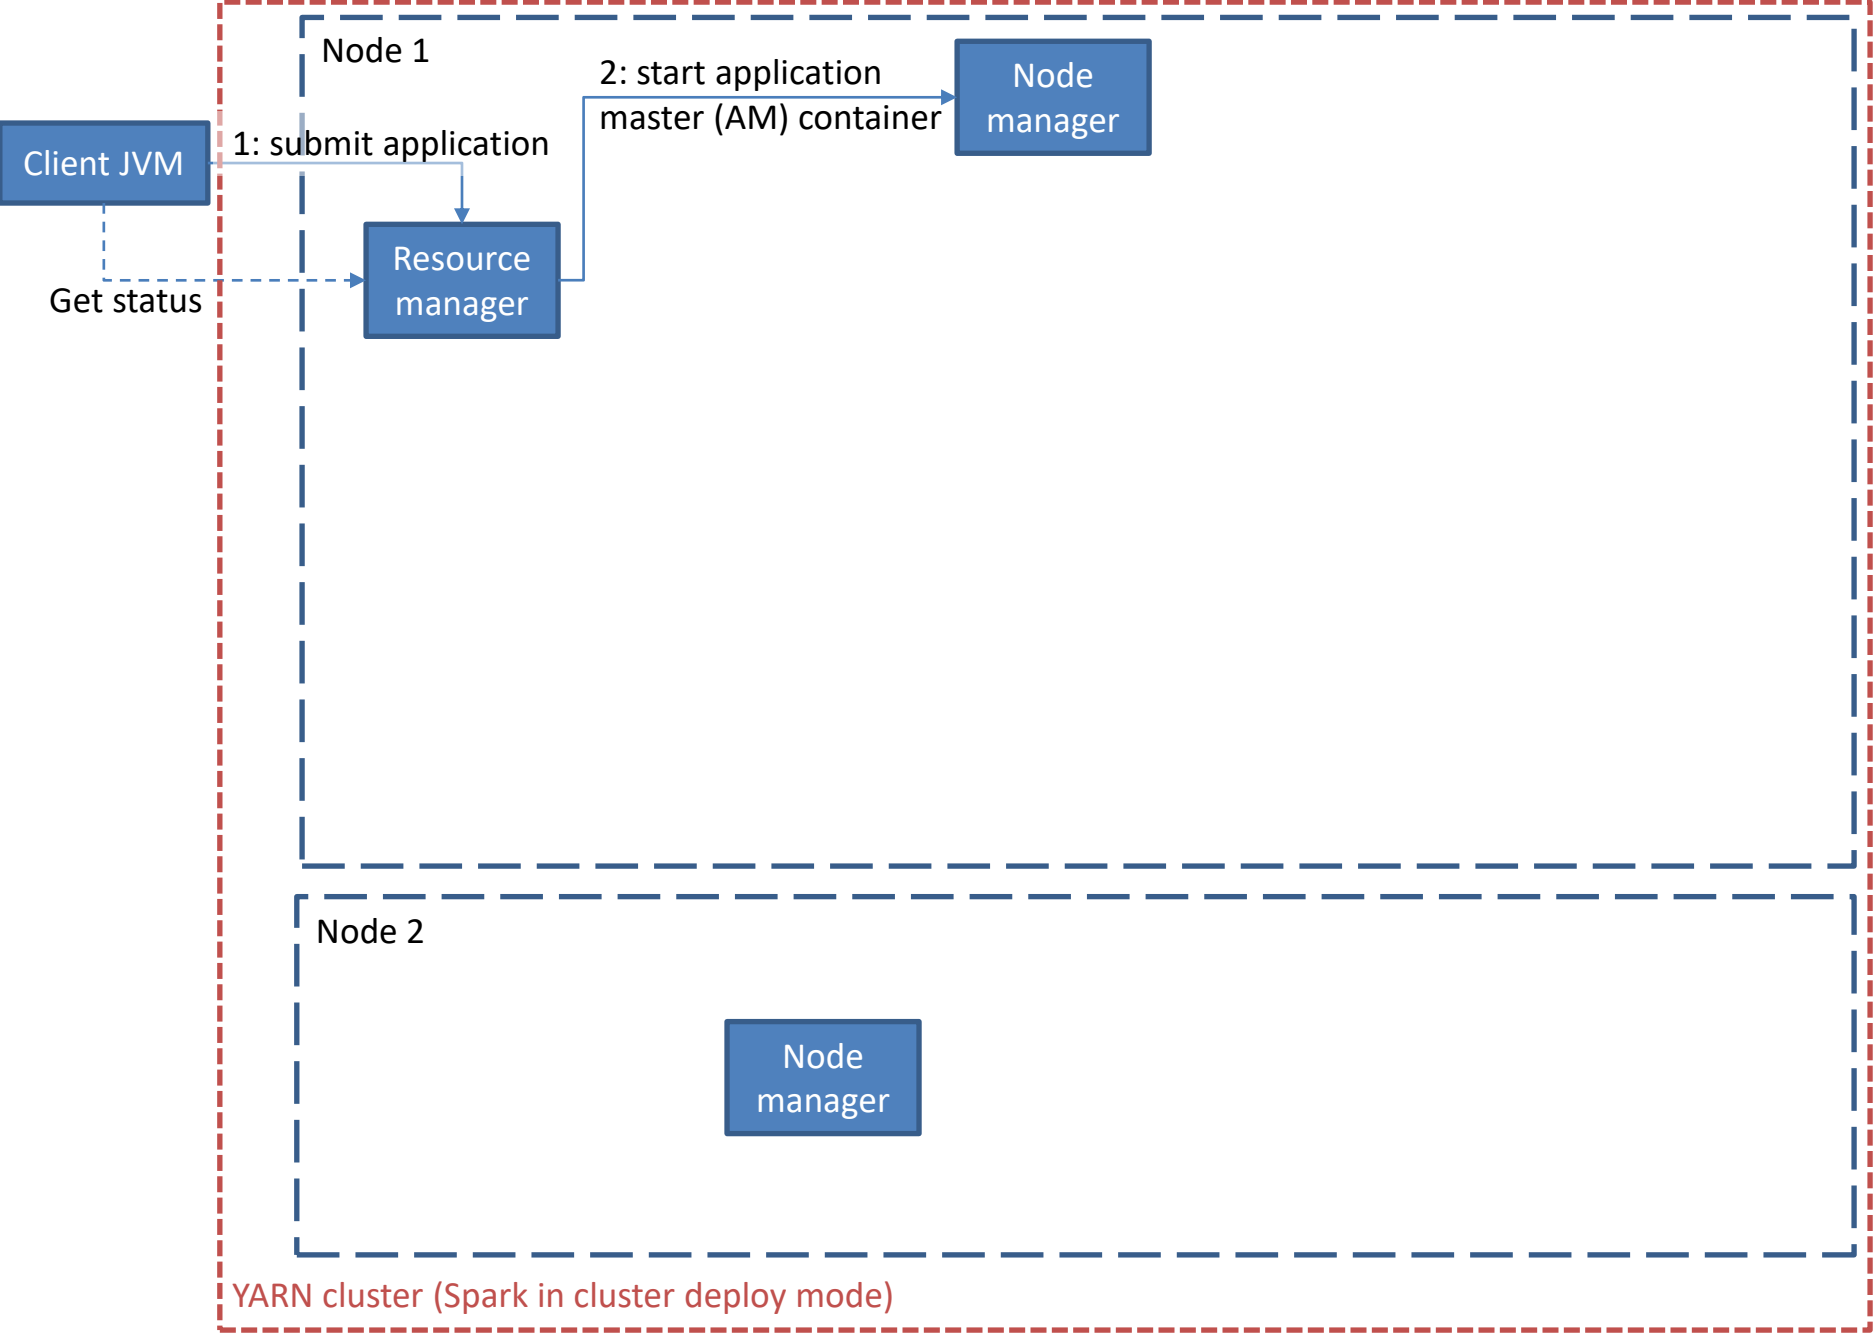 Node 1
2: start application
master (AM) container
Node
manager
Client JVM
1: submit application
Resource
manager
Get status
Node 2
Node
manager
YARN cluster (Spark in cluster deploy mode)